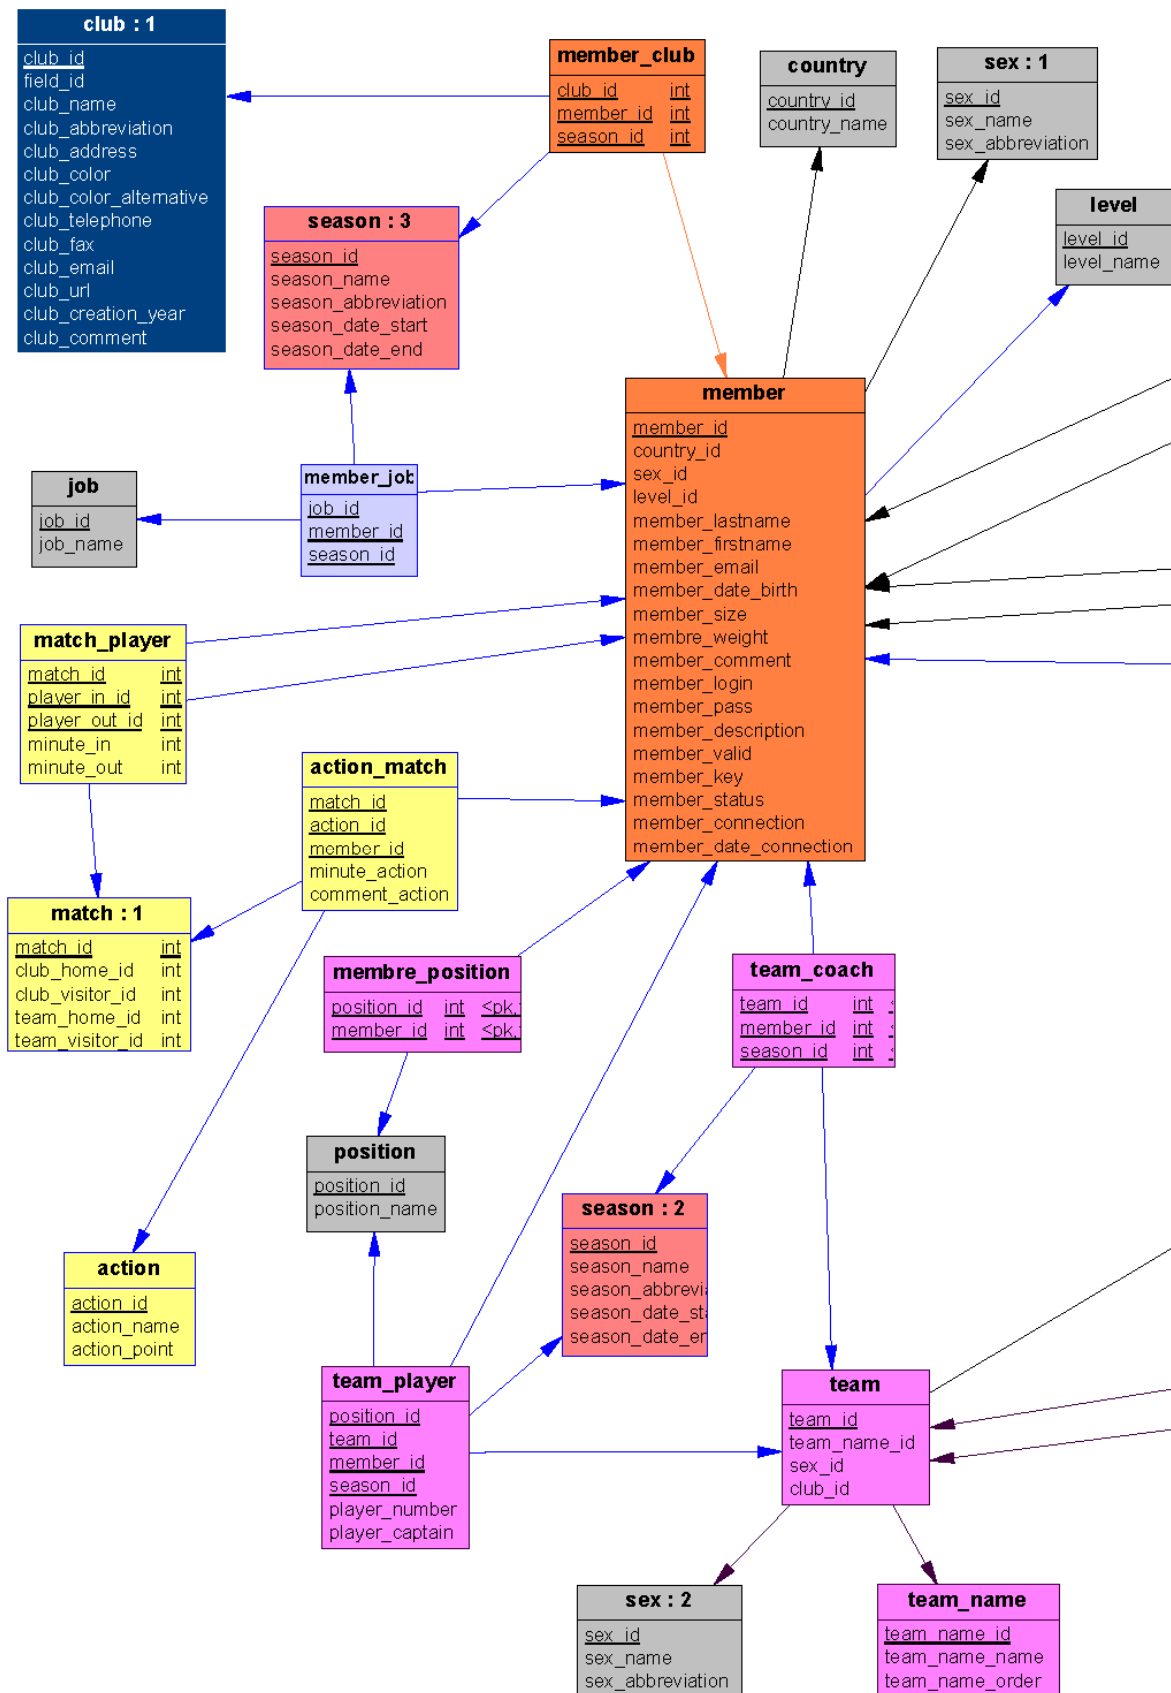 club : 1
club_id
field_id
club_name
club_abbreviation
club_address
club_color
club_color_alternative
club_telephone
club_fax
club_email
club_url
club_creation_year
club_comment
member_club
club_id int
member_id int
season_id int
country
country_id
country_name
sex : 1
sex_id
sex_name
sex_abbreviation
level
level_id
level_name
season : 3
season_id
season_name
season_abbreviation
season_date_start
season_date_end
member
member_id
country_id
sex_id
level_id
member_lastname
member_firstname
member_email
member_date_birth
member_size
membre_weight
member_comment
member_login
member_pass
member_description
member_valid
member_key
member_status
member_connection
member_date_connection
job
job_id
job_name
member_job
job_id
member_id
season_id
match_player
match_id int
player_in_id int
player_out_id int
minute_in int
minute_out int
action_match
match_id
action_id
member_id
minute_action
comment_action
match : 1
match_id int
club_home_id int
club_visitor_id int
team_home_id int
team_visitor_id int
membre_position
position_id int <pk,
member_id int <pk,
team_coach
team_id int <
member_id int <
season_id int <
position
position_id
position_name
season : 2
season_id
season_name
season_abbrevi
season_date_sta
season_date_en
action
action_id
action_name
action_point
team_player
position_id
team_id
member_id
season_id
player_number
player_captain
team
team_id
team_name_id
sex_id
club_id
sex : 2
sex_id
sex_name
sex_abbreviation
team_name
team_name_id
team_name_name
team_name_order